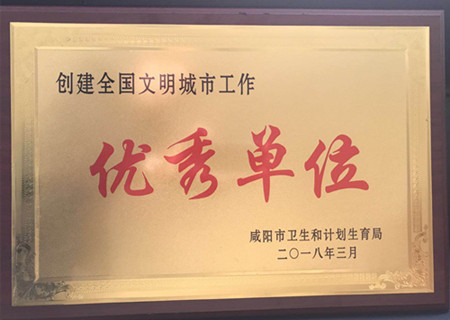 创建全国文明城市工作
优秀单位
咸阳市卫生和计划生育局
二〇一八年三月